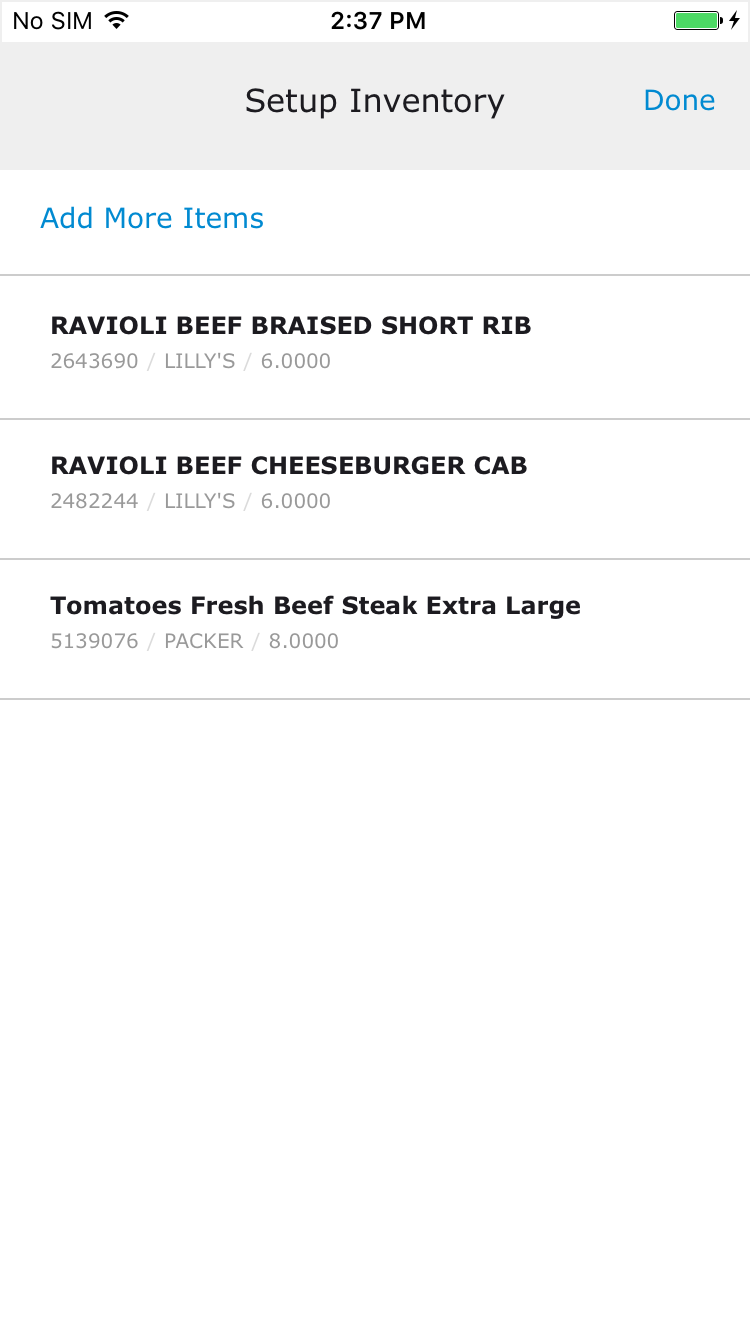 No SIM 2:37 PM
Setup Inventory Done
Add More Items
RAVIOLI BEEF BRAISED SHORT RIB
2643690 / LILLY'S / 6.0000
RAVIOLI BEEF CHEESEBURGER CAB
2482244 / LILLY'S / 6.0000
Tomatoes Fresh Beef Steak Extra Large
5139076 / PACKER / 8.0000